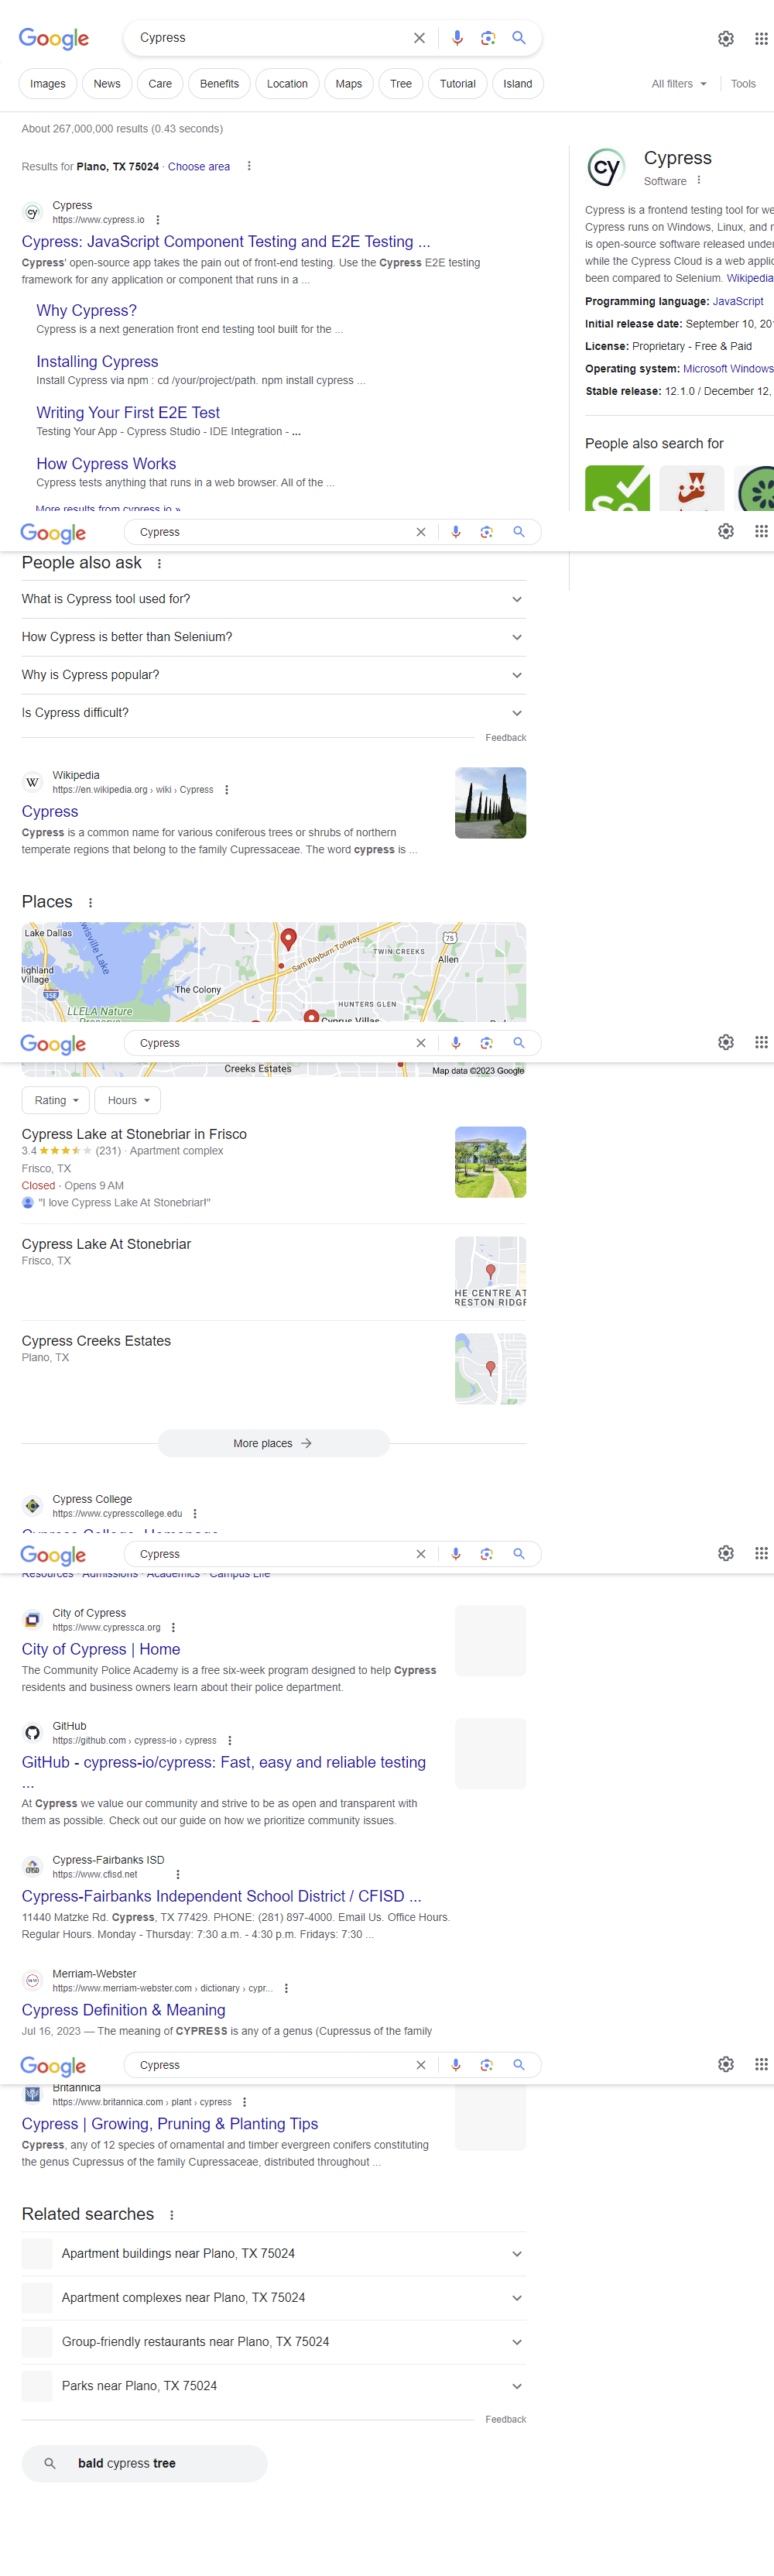 Google
Cypress
Images
News
Care
Benefits
Location
Maps
Tree
Tutorial
Island
All filters
Tools
About 267,000,000 results (0.43 seconds)
Results for Plano, TX 75024 · Choose area
Cypress
https://www.cypress.io
Cypress: JavaScript Component Testing and E2E Testing ...
Cypress' open-source app takes the pain out of front-end testing. Use the Cypress E2E testing
framework for any application or component that runs in a ...
Why Cypress?
Cypress is a next generation front end testing tool built for the ...
Installing Cypress
Install Cypress via npm : cd /your/project/path. npm install cypress ...
Writing Your First E2E Test
Testing Your App - Cypress Studio - IDE Integration - ...
How Cypress Works
Cypress tests anything that runs in a web browser. All of the ...
More results from cypress.io »
cy
Cypress
Software
Cypress is a frontend testing tool for we
Cypress runs on Windows, Linux, and
is open-source software released under
while the Cypress Cloud is a web applic
been compared to Selenium. Wikipedia
Programming language: JavaScript
Initial release date: September 10, 20
License: Proprietary - Free & Paid
Operating system: Microsoft Windows
Stable release: 12.1.0 / December 12,
People also search for
Se
Google
Cypress
People also ask
What is Cypress tool used for?
How Cypress is better than Selenium?
Why is Cypress popular?
Is Cypress difficult?
Feedback
Wikipedia
https://en.wikipedia.org › wiki › Cypress
Cypress
Cypress is a common name for various coniferous trees or shrubs of northern
temperate regions that belong to the family Cupressaceae. The word cypress is ...
Places
Lake Dallas
wisville Lake
Sam Rayburn Tollway
75
TWIN CREEKS
Allen
ighland
Village
35E
The Colony
LLELA Nature
HUNTERS GLEN
Cyprus Villas
Google
Cypress
Creeks Estates
Map data ©2023 Google
Rating
Hours
Cypress Lake at Stonebriar in Frisco
3.4 (231) · Apartment complex
Frisco, TX
Closed · Opens 9 AM
"I love Cypress Lake At Stonebriar!"
Cypress Lake At Stonebriar
Frisco, TX
HE CENTRE AT
RESTON RIDGE
Cypress Creeks Estates
Plano, TX
More places
Cypress College
https://www.cypresscollege.edu
Cypress College: Homepage
Google
Cypress
Resources · Admissions · Academics · Campus Life
City of Cypress
https://www.cypressca.org
City of Cypress | Home
The Community Police Academy is a free six-week program designed to help Cypress
residents and business owners learn about their police department.
GitHub
https://github.com › cypress-io › cypress
GitHub - cypress-io/cypress: Fast, easy and reliable testing
...
At Cypress we value our community and strive to be as open and transparent with
them as possible. Check out our guide on how we prioritize community issues.
Cypress-Fairbanks ISD
https://www.cfisd.net
Cypress-Fairbanks Independent School District / CFISD ...
11440 Matzke Rd. Cypress, TX 77429. PHONE: (281) 897-4000. Email Us. Office Hours.
Regular Hours. Monday - Thursday: 7:30 a.m. - 4:30 p.m. Fridays: 7:30 ...
Merriam-Webster
https://www.merriam-webster.com › dictionary › cypr...
Cypress Definition & Meaning
Jul 16, 2023 — The meaning of CYPRESS is any of a genus (Cupressus of the family
Google
Cypress
Britannica
https://www.britannica.com › plant › cypress
Cypress | Growing, Pruning & Planting Tips
Cypress, any of 12 species of ornamental and timber evergreen conifers constituting
the genus Cupressus of the family Cupressaceae, distributed throughout ...
Related searches
Apartment buildings near Plano, TX 75024
Apartment complexes near Plano, TX 75024
Group-friendly restaurants near Plano, TX 75024
Parks near Plano, TX 75024
Feedback
bald cypress tree